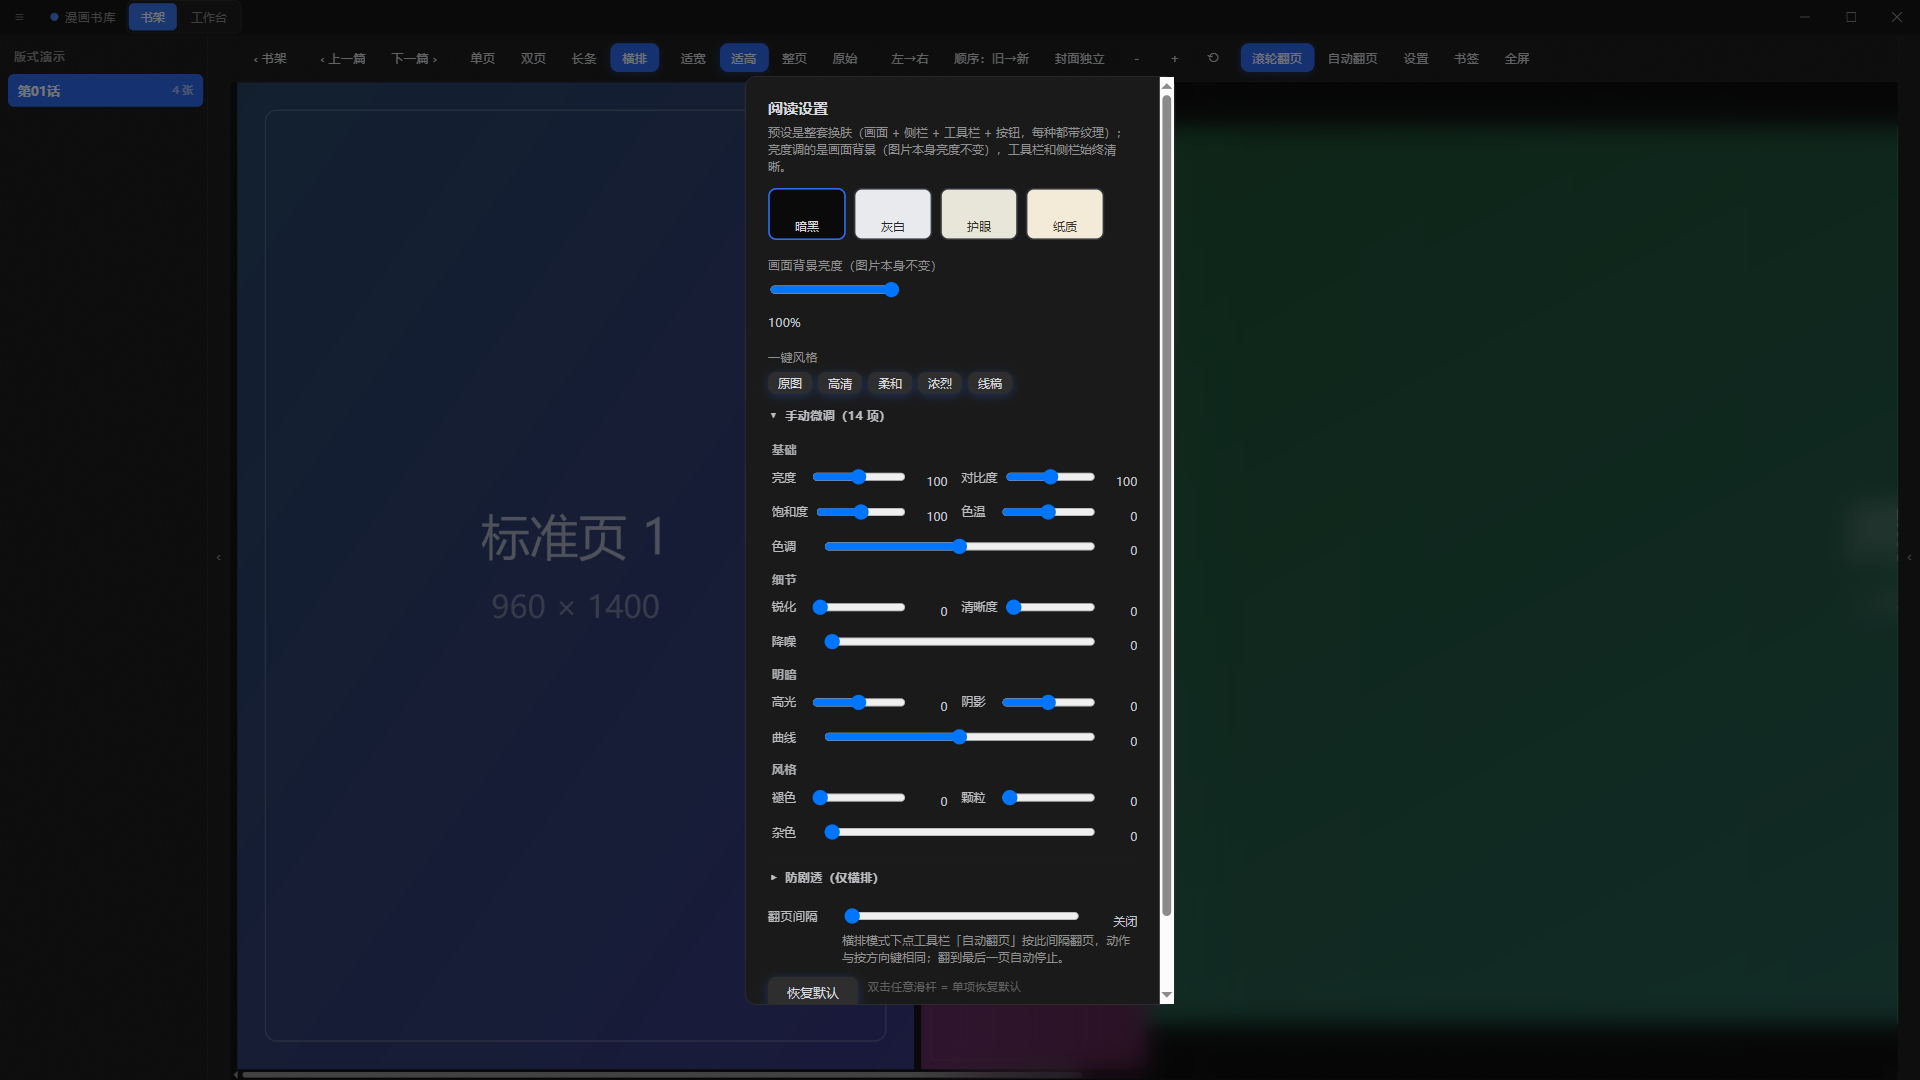 漫画书库 书架 工作台
版式演示
第01话 4 张
‹ 书架 ‹ 上一篇 下一篇 › 单页 双页 长条 横排 适宽 适高 整页 原始 左→右 顺序：旧→新 封面独立 - + 滚轮翻页 自动翻页 设置 书签 全屏
标准页 1
960 × 1400
阅读设置
预设是整套换肤（画面 + 侧栏 + 工具栏 + 按钮，每种都带纹理）；
亮度调的是画面背景（图片本身亮度不变），工具栏和侧栏始终清
晰。
暗黑 灰白 护眼 纸质
画面背景亮度（图片本身不变）
100%
一键风格
原图 高清 柔和 浓烈 线稿
手动微调（14 项）
基础
亮度 100 对比度 100
饱和度 100 色温 0
色调 0
细节
锐化 0 清晰度 0
降噪 0
明暗
高光 0 阴影 0
曲线 0
风格
褪色 0 颗粒 0
杂色 0
防剧透（仅横排）
翻页间隔 关闭
横排模式下点工具栏「自动翻页」按此间隔翻页，动作
与按方向键相同；翻到最后一页自动停止。
恢复默认 双击任意滑杆 = 单项恢复默认